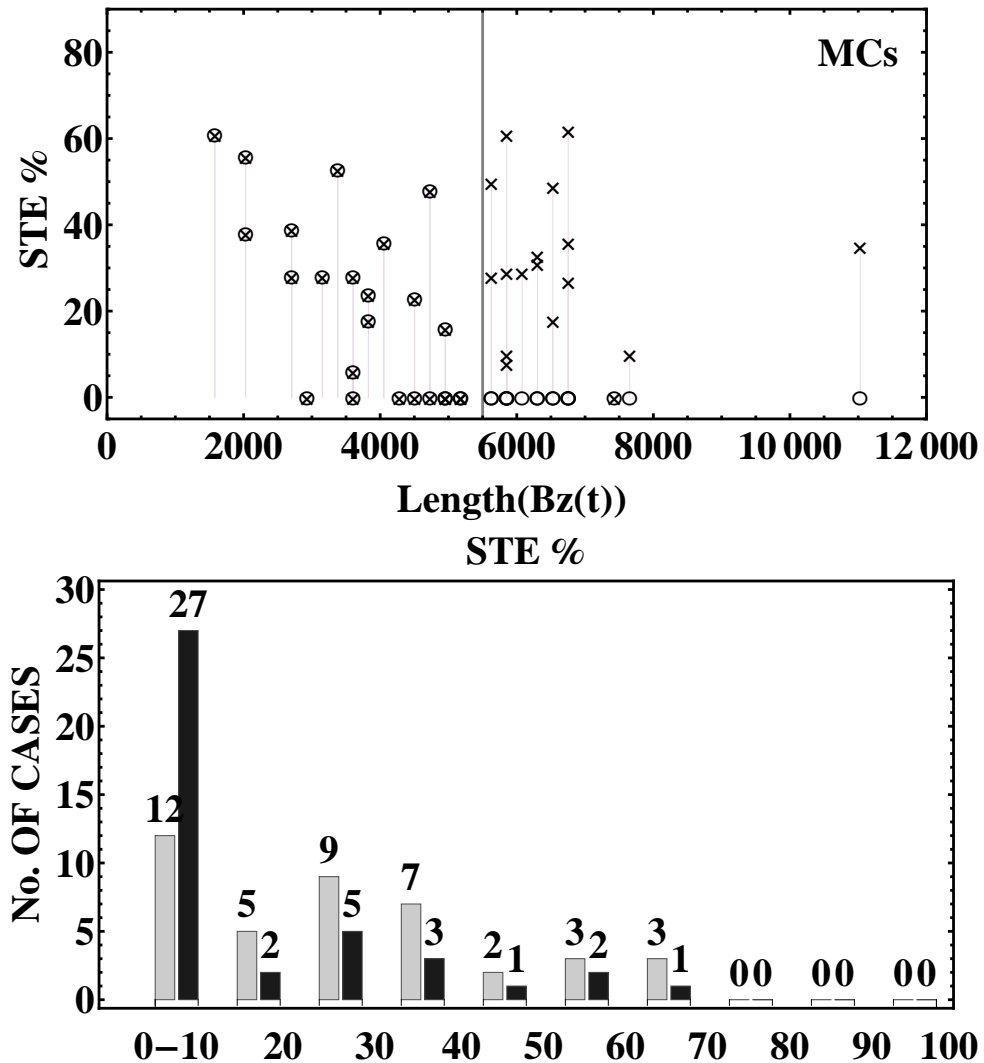 MCs
80
60
40
20
0
STE %
0 2000 4000 6000 8000 10 000 12 000
Length(Bz(t))
STE %
30
25
20
15
10
5
0
No. OF CASES
12 27 5 2 9 5 7 3 2 1 3 2 3 1 0 0 0 0 0 0
0−10 20 30 40 50 60 70 80 90 100